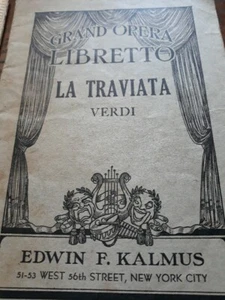 GRAND OPERA
LIBRETTO
LA TRAVIATA
VERDI
EDWIN F. KALMUS
51-53 WEST 56th STREET, NEW YORK CITY